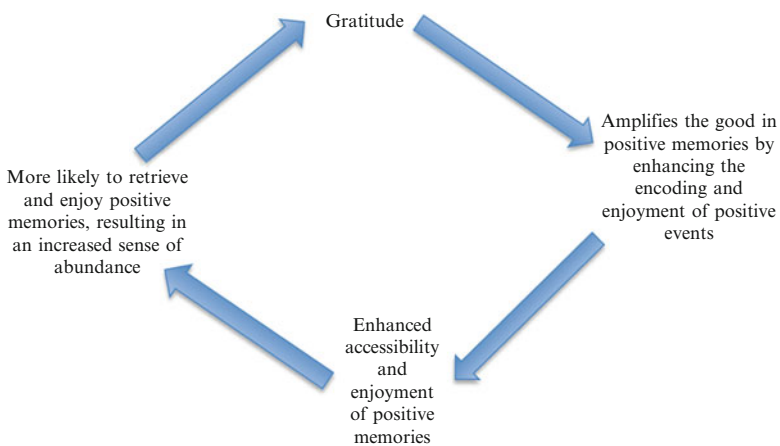 Gratitude
Amplifies the good in
positive memories by
enhancing the
encoding and
enjoyment of positive
events
Enhanced
accessibility
and
enjoyment
of positive
memories
More likely to retrieve
and enjoy positive
memories, resulting in
an increased sense of
abundance